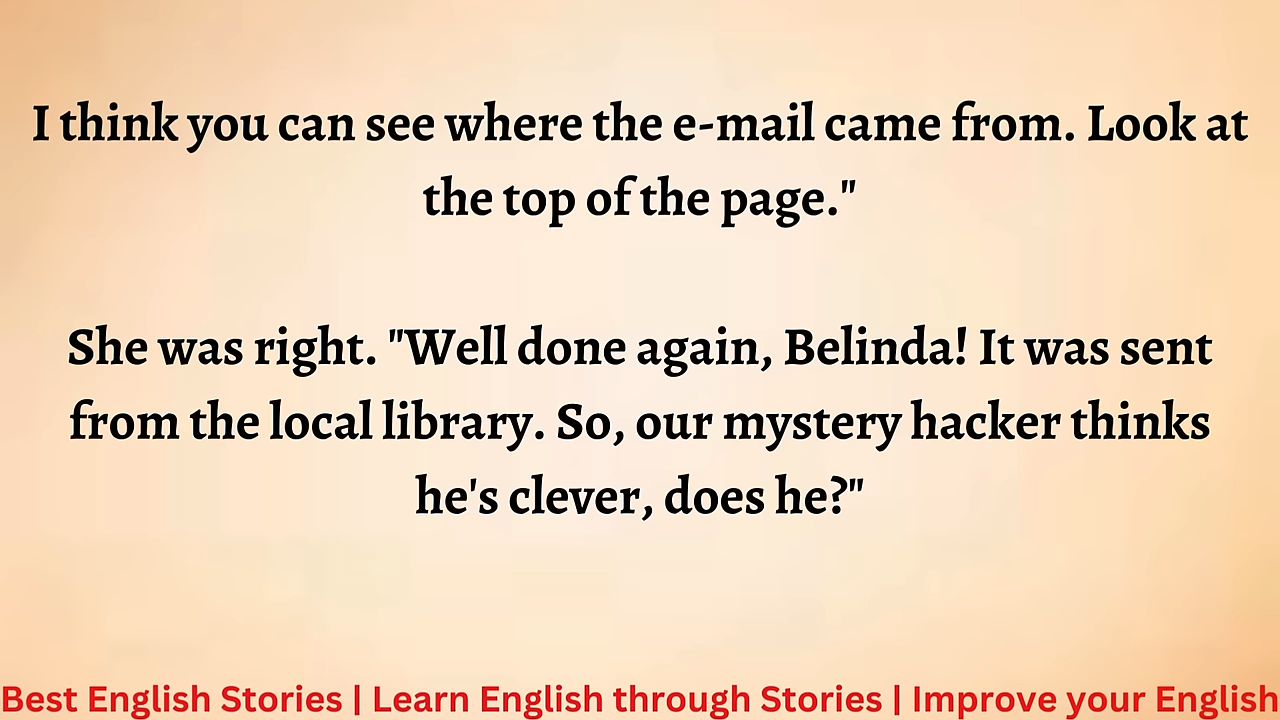 I think you can see where the e-mail came from. Look at
the top of the page."
She was right. "Well done again, Belinda! It was sent
from the local library. So, our mystery hacker thinks
he's clever, does he?"
Best English Stories | Learn English through Stories | Improve your English